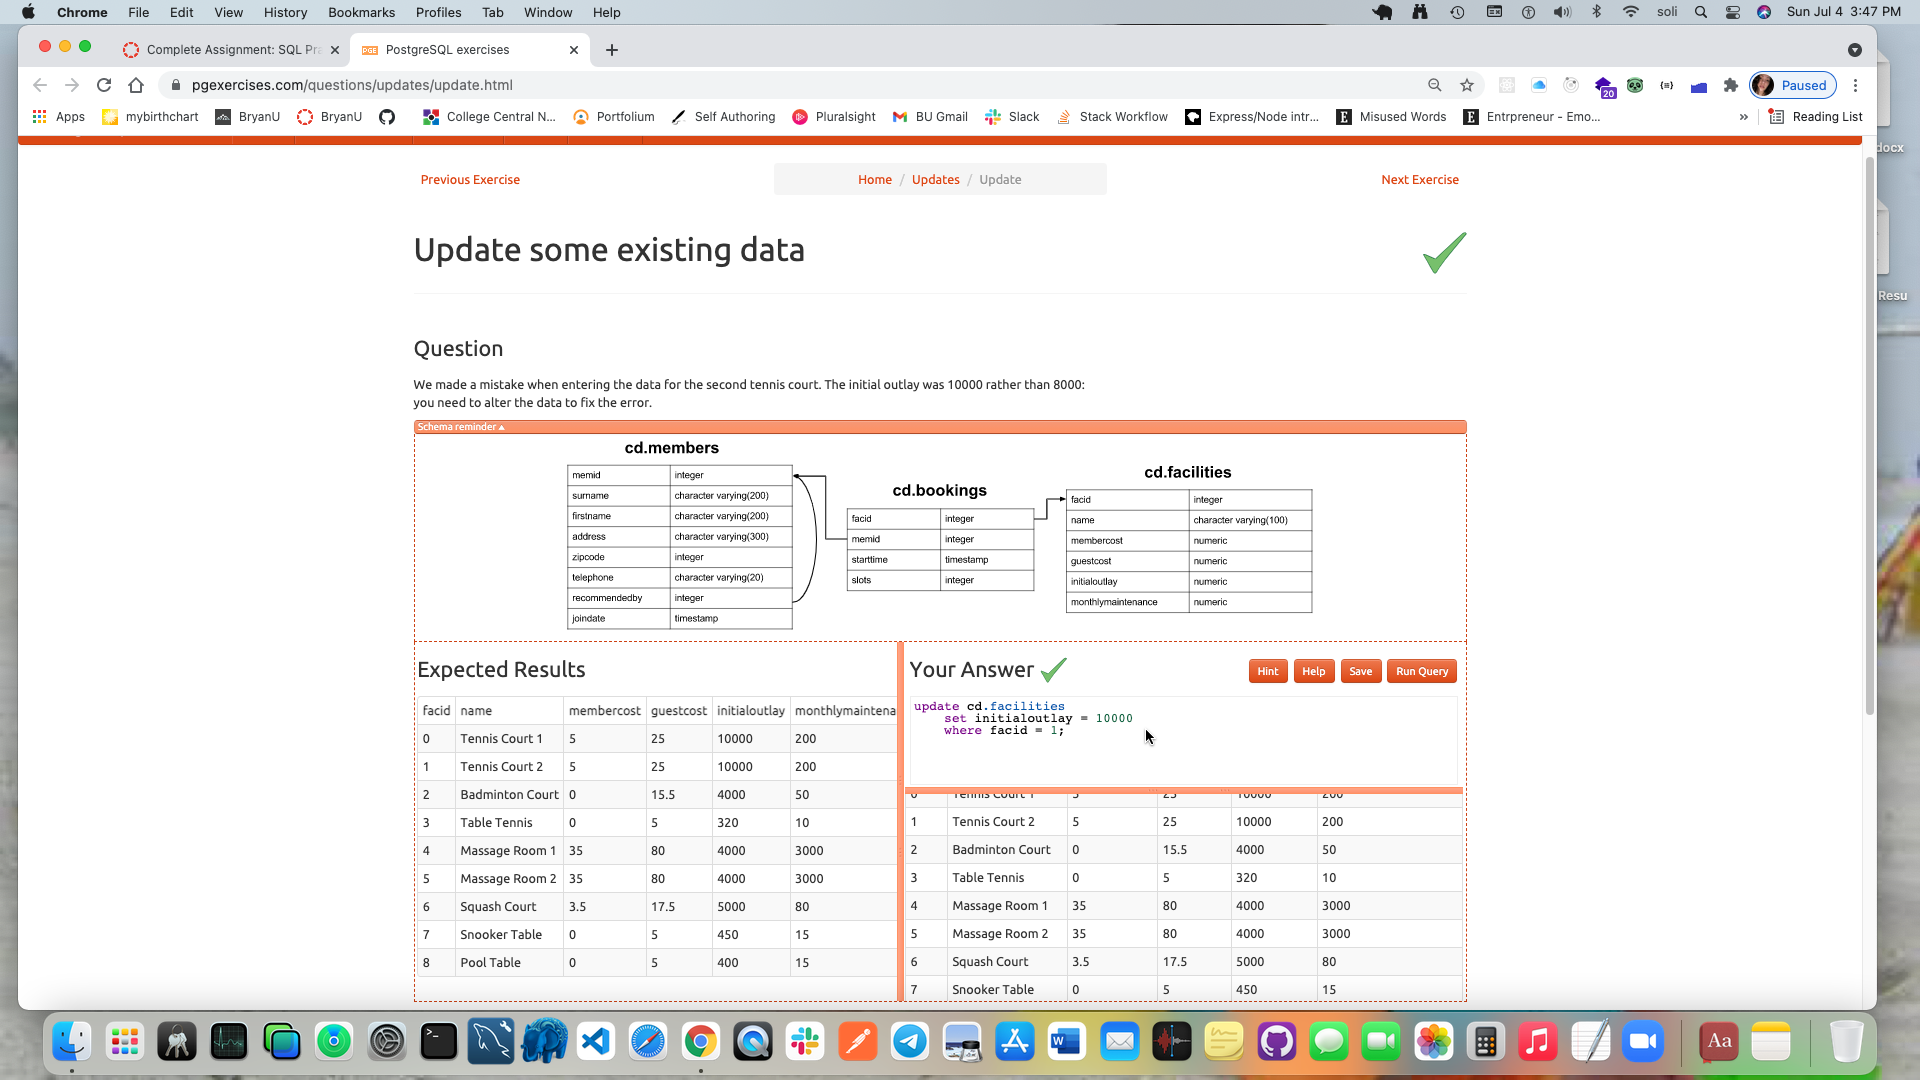 Chrome File Edit View History Bookmarks Profiles Tab Window Help soli Sun Jul 4 3:47 PM
Complete Assignment: SQL Pra PostgreSQL exercises
pgexercises.com/questions/updates/update.html 20 Paused
Apps mybirthchart BryanU BryanU College Central N... Portfolium Self Authoring Pluralsight BU Gmail Slack Stack Workflow Express/Node intr... Misused Words Entrpreneur - Emo... » Reading List
docx
Resu
Previous Exercise Home / Updates / Update Next Exercise
Update some existing data
Question
We made a mistake when entering the data for the second tennis court. The initial outlay was 10000 rather than 8000:
you need to alter the data to fix the error.
Schema reminder
cd.members
memid integer
surname character varying(200)
firstname character varying(200)
address character varying(300)
zipcode integer
telephone character varying(20)
recommendedby integer
joindate timestamp
cd.bookings
facid integer
memid integer
starttime timestamp
slots integer
cd.facilities
facid integer
name character varying(100)
membercost numeric
guestcost numeric
initialoutlay numeric
monthlymaintenance numeric
Expected Results
facid name membercost guestcost initialoutlay monthlymaintena
0 Tennis Court 1 5 25 10000 200
1 Tennis Court 2 5 25 10000 200
2 Badminton Court 0 15.5 4000 50
3 Table Tennis 0 5 320 10
4 Massage Room 1 35 80 4000 3000
5 Massage Room 2 35 80 4000 3000
6 Squash Court 3.5 17.5 5000 80
7 Snooker Table 0 5 450 15
8 Pool Table 0 5 400 15
Your Answer Hint Help Save Run Query
update cd.facilities
set initialoutlay = 10000
where facid = 1;
0 Tennis Court 1 5 25 10000 200
1 Tennis Court 2 5 25 10000 200
2 Badminton Court 0 15.5 4000 50
3 Table Tennis 0 5 320 10
4 Massage Room 1 35 80 4000 3000
5 Massage Room 2 35 80 4000 3000
6 Squash Court 3.5 17.5 5000 80
7 Snooker Table 0 5 450 15